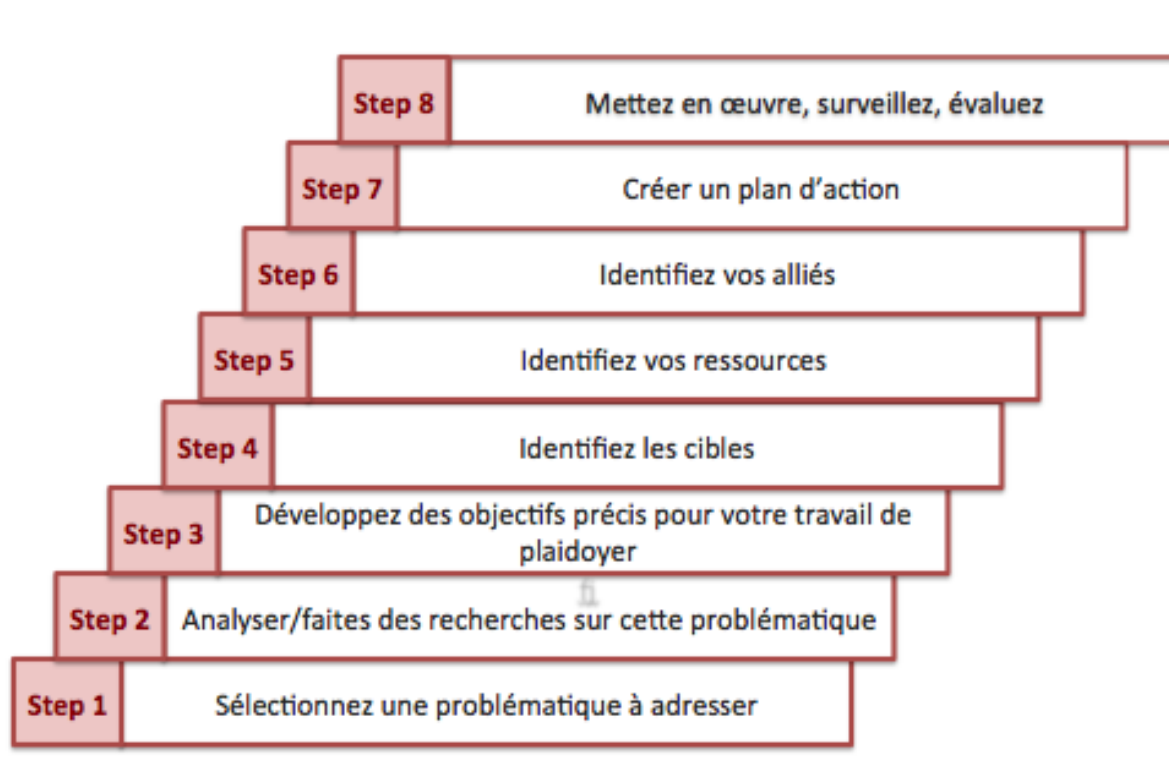 Step 8 Mettez en œuvre, surveillez, évaluez
Step 7 Créer un plan d’action
Step 6 Identifiez vos alliés
Step 5 Identifiez vos ressources
Step 4 Identifiez les cibles
Step 3 Développez des objectifs précis pour votre travail de
plaidoyer
fi
Step 2 Analyser/faites des recherches sur cette problématique
Step 1 Sélectionnez une problématique à adresser